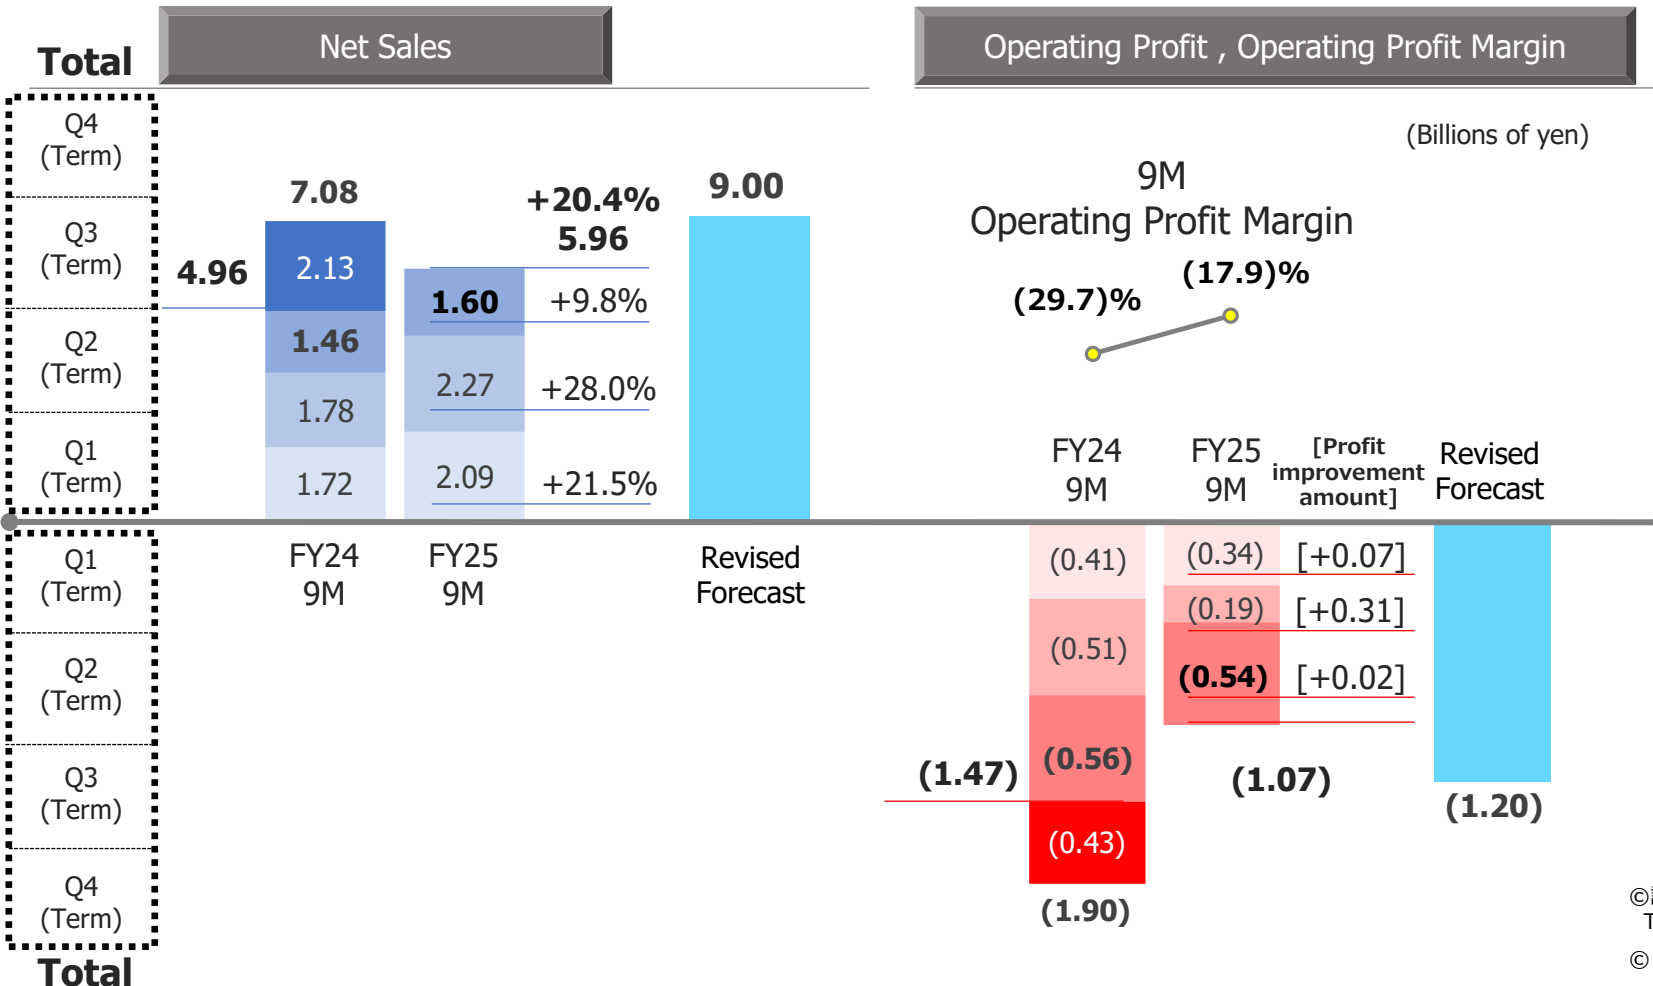 Total
Net Sales
Operating Profit , Operating Profit Margin
(Billions of yen)
Q4
(Term)
Q3
(Term)
Q2
(Term)
Q1
(Term)
7.08
4.96
2.13
1.46
1.78
1.72
+20.4%
5.96
1.60
+9.8%
2.27
+28.0%
2.09
+21.5%
9.00
9M
Operating Profit Margin
(29.7)%
(17.9)%
FY24
9M
FY25
9M
[Profit
improvement
amount]
Revised
Forecast
Q1
(Term)
Q2
(Term)
Q3
(Term)
Q4
(Term)
Total
FY24
9M
FY25
9M
Revised
Forecast
(0.41)
(0.51)
(0.56)
(1.47)
(0.43)
(1.90)
(0.34)
[+0.07]
(0.19)
[+0.31]
(0.54)
[+0.02]
(1.07)
(1.20)
©
T
©